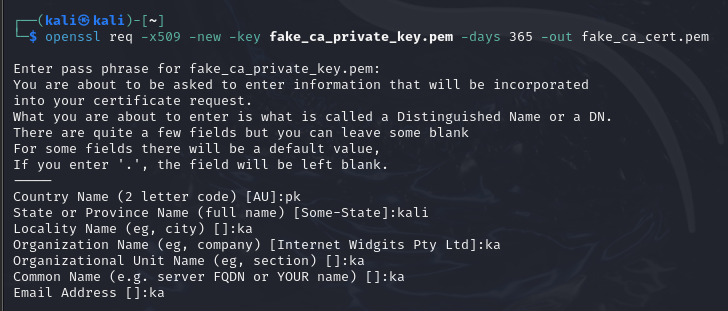 ┌──(kali㉿kali)-[~]
└─$ openssl req -x509 -new -key fake_ca_private_key.pem -days 365 -out fake_ca_cert.pem
Enter pass phrase for fake_ca_private_key.pem:
You are about to be asked to enter information that will be incorporated
into your certificate request.
What you are about to enter is what is called a Distinguished Name or a DN.
There are quite a few fields but you can leave some blank
For some fields there will be a default value,
If you enter '.', the field will be left blank.
-----
Country Name (2 letter code) [AU]:pk
State or Province Name (full name) [Some-State]:kali
Locality Name (eg, city) []:ka
Organization Name (eg, company) [Internet Widgits Pty Ltd]:ka
Organizational Unit Name (eg, section) []:ka
Common Name (e.g. server FQDN or YOUR name) []:ka
Email Address []:ka